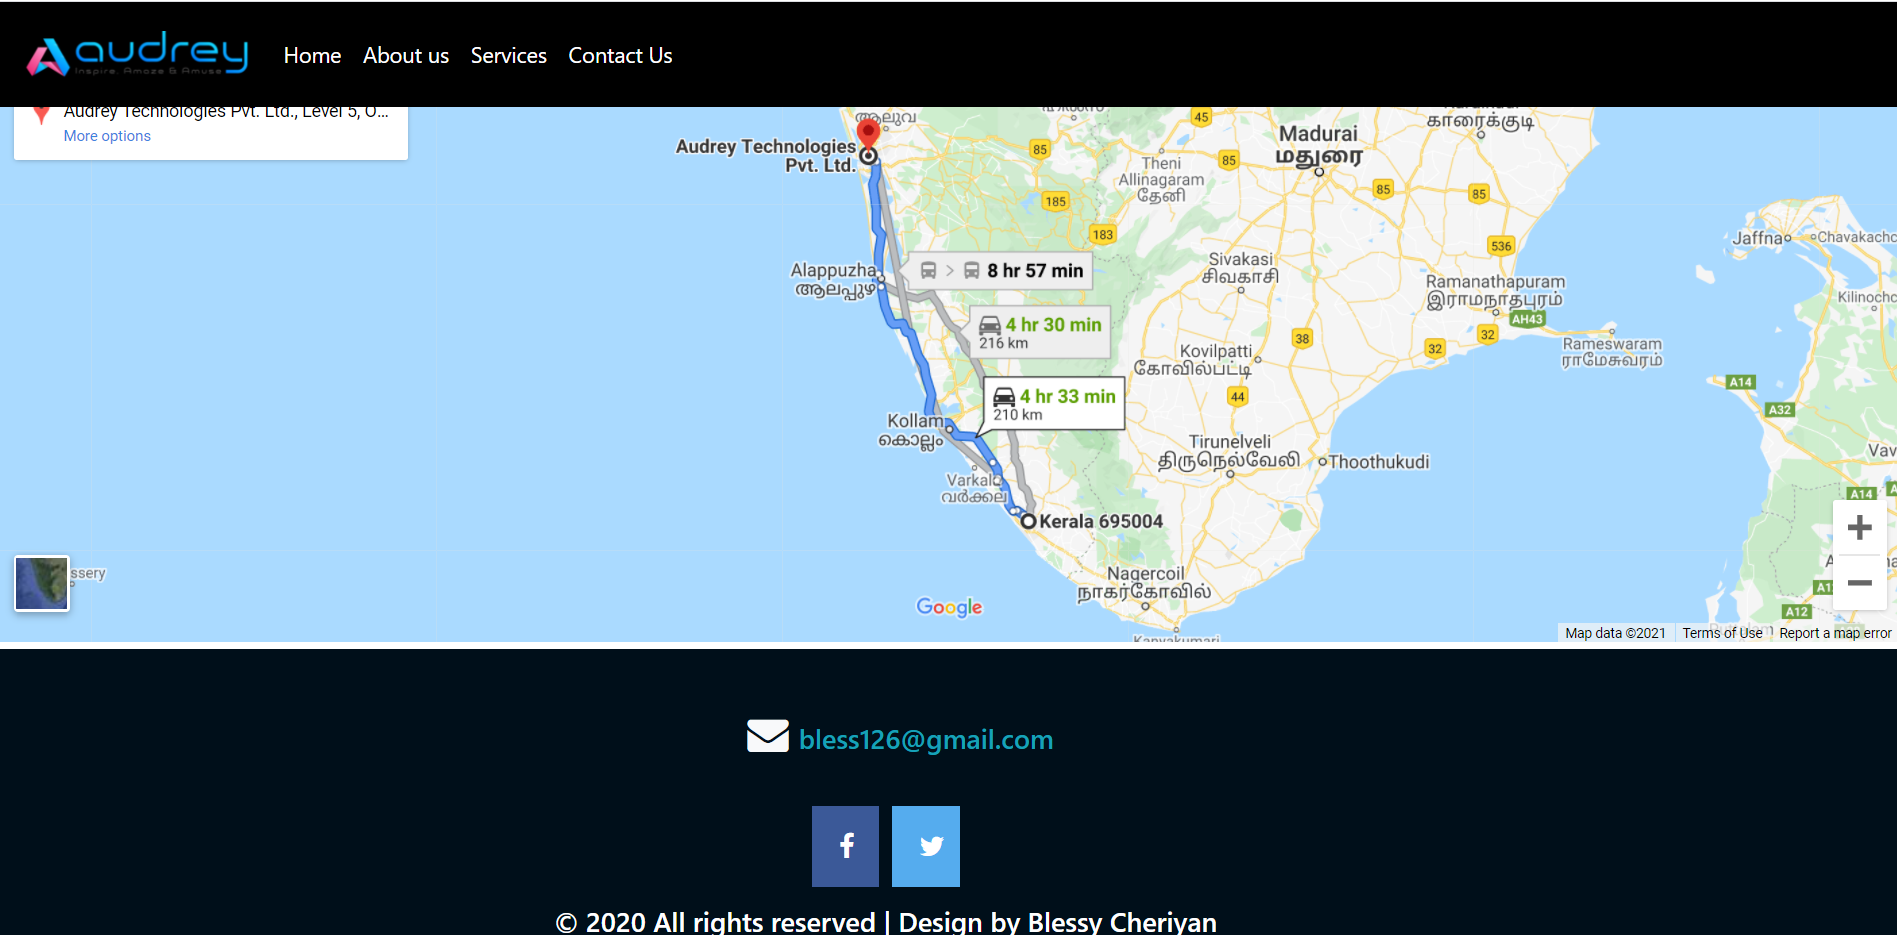 audrey
Inspire, Amaze & Amuse
Home
About us
Services
Contact Us
Audrey Technologies Pvt. Ltd., Level 5, O...
More options
ആലുവ
Audrey Technologies
Pvt. Ltd.
45
85
Madurai
மதுரை
காரைக்குடி
Theni
Allinagaram
தேனி
85
85
85
185
183
536
Jaffna
Chavakachc
Alappuzha
ആലപ്പുഴ
8 hr 57 min
Sivakasi
சிவகாசி
Ramanathapuram
இராமநாதபுரம்
Kilinochc
4 hr 30 min
216 km
AH43
38
32
32
Rameswaram
ராமேசுவரம்
Kovilpatti
கோவில்பட்டி
4 hr 33 min
210 km
44
A14
A32
Kollam
കൊല്ലം
Tirunelveli
திருநெல்வேலி
Thoothukudi
Vav
Varkala
വർക്കല
A14
Kerala 695004
ssery
Nagercoil
நாகர்கோவில்
Google
A12
Kanyakumari
Map data ©2021
Terms of Use
Report a map error
bless126@gmail.com
© 2020 All rights reserved | Design by Blessy Cheriyan